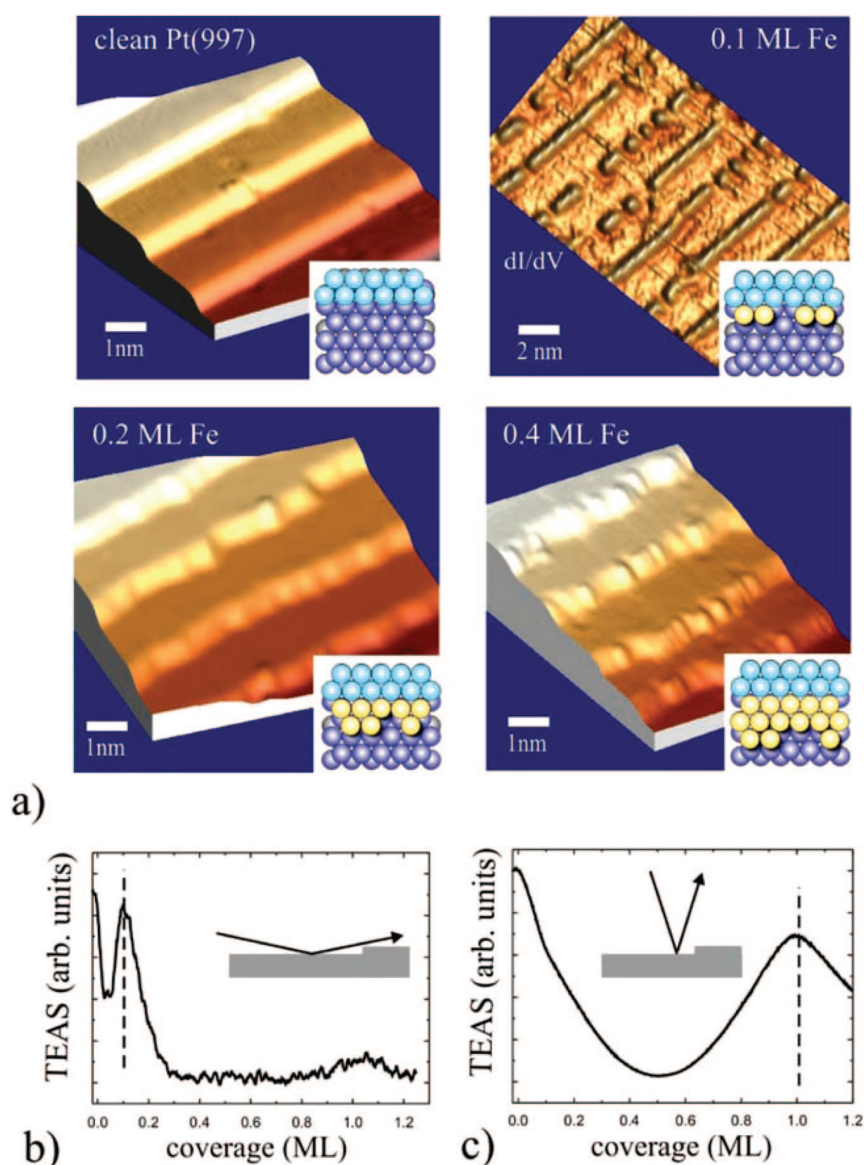 clean Pt(997)
0.1 ML Fe
dI/dV
1nm
2 nm
0.2 ML Fe
0.4 ML Fe
1nm
1nm
a)
TEAS (arb. units)
0.0 0.2 0.4 0.6 0.8 1.0 1.2
coverage (ML)
b)
TEAS (arb. units)
0.0 0.2 0.4 0.6 0.8 1.0 1.2
coverage (ML)
c)